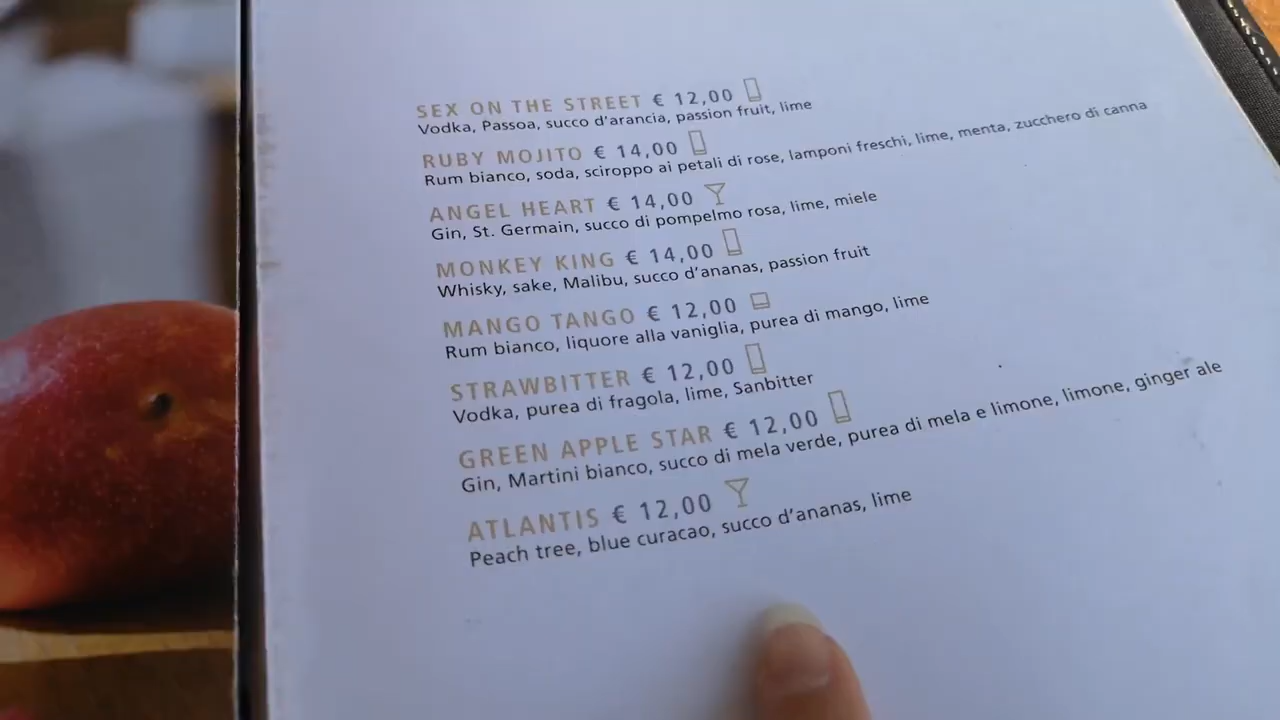 SEX ON THE STREET € 12,00
Vodka, Passoa, succo d'arancia, passion fruit, lime
RUBY MOJITO € 14,00
Rum bianco, soda, sciroppo ai petali di rose, lamponi freschi, lime, menta, zucchero di canna
ANGEL HEART € 14,00
Gin, St. Germain, succo di pompelmo rosa, lime, miele
MONKEY KING € 14,00
Whisky, sake, Malibu, succo d'ananas, passion fruit
MANGO TANGO € 12,00
Rum bianco, liquore alla vaniglia, purea di mango, lime
STRAWBITTER € 12,00
Vodka, purea di fragola, lime, Sanbitter
GREEN APPLE STAR € 12,00
Gin, Martini bianco, succo di mela verde, purea di mela e limone, limone, ginger ale
ATLANTIS € 12,00
Peach tree, blue curacao, succo d'ananas, lime